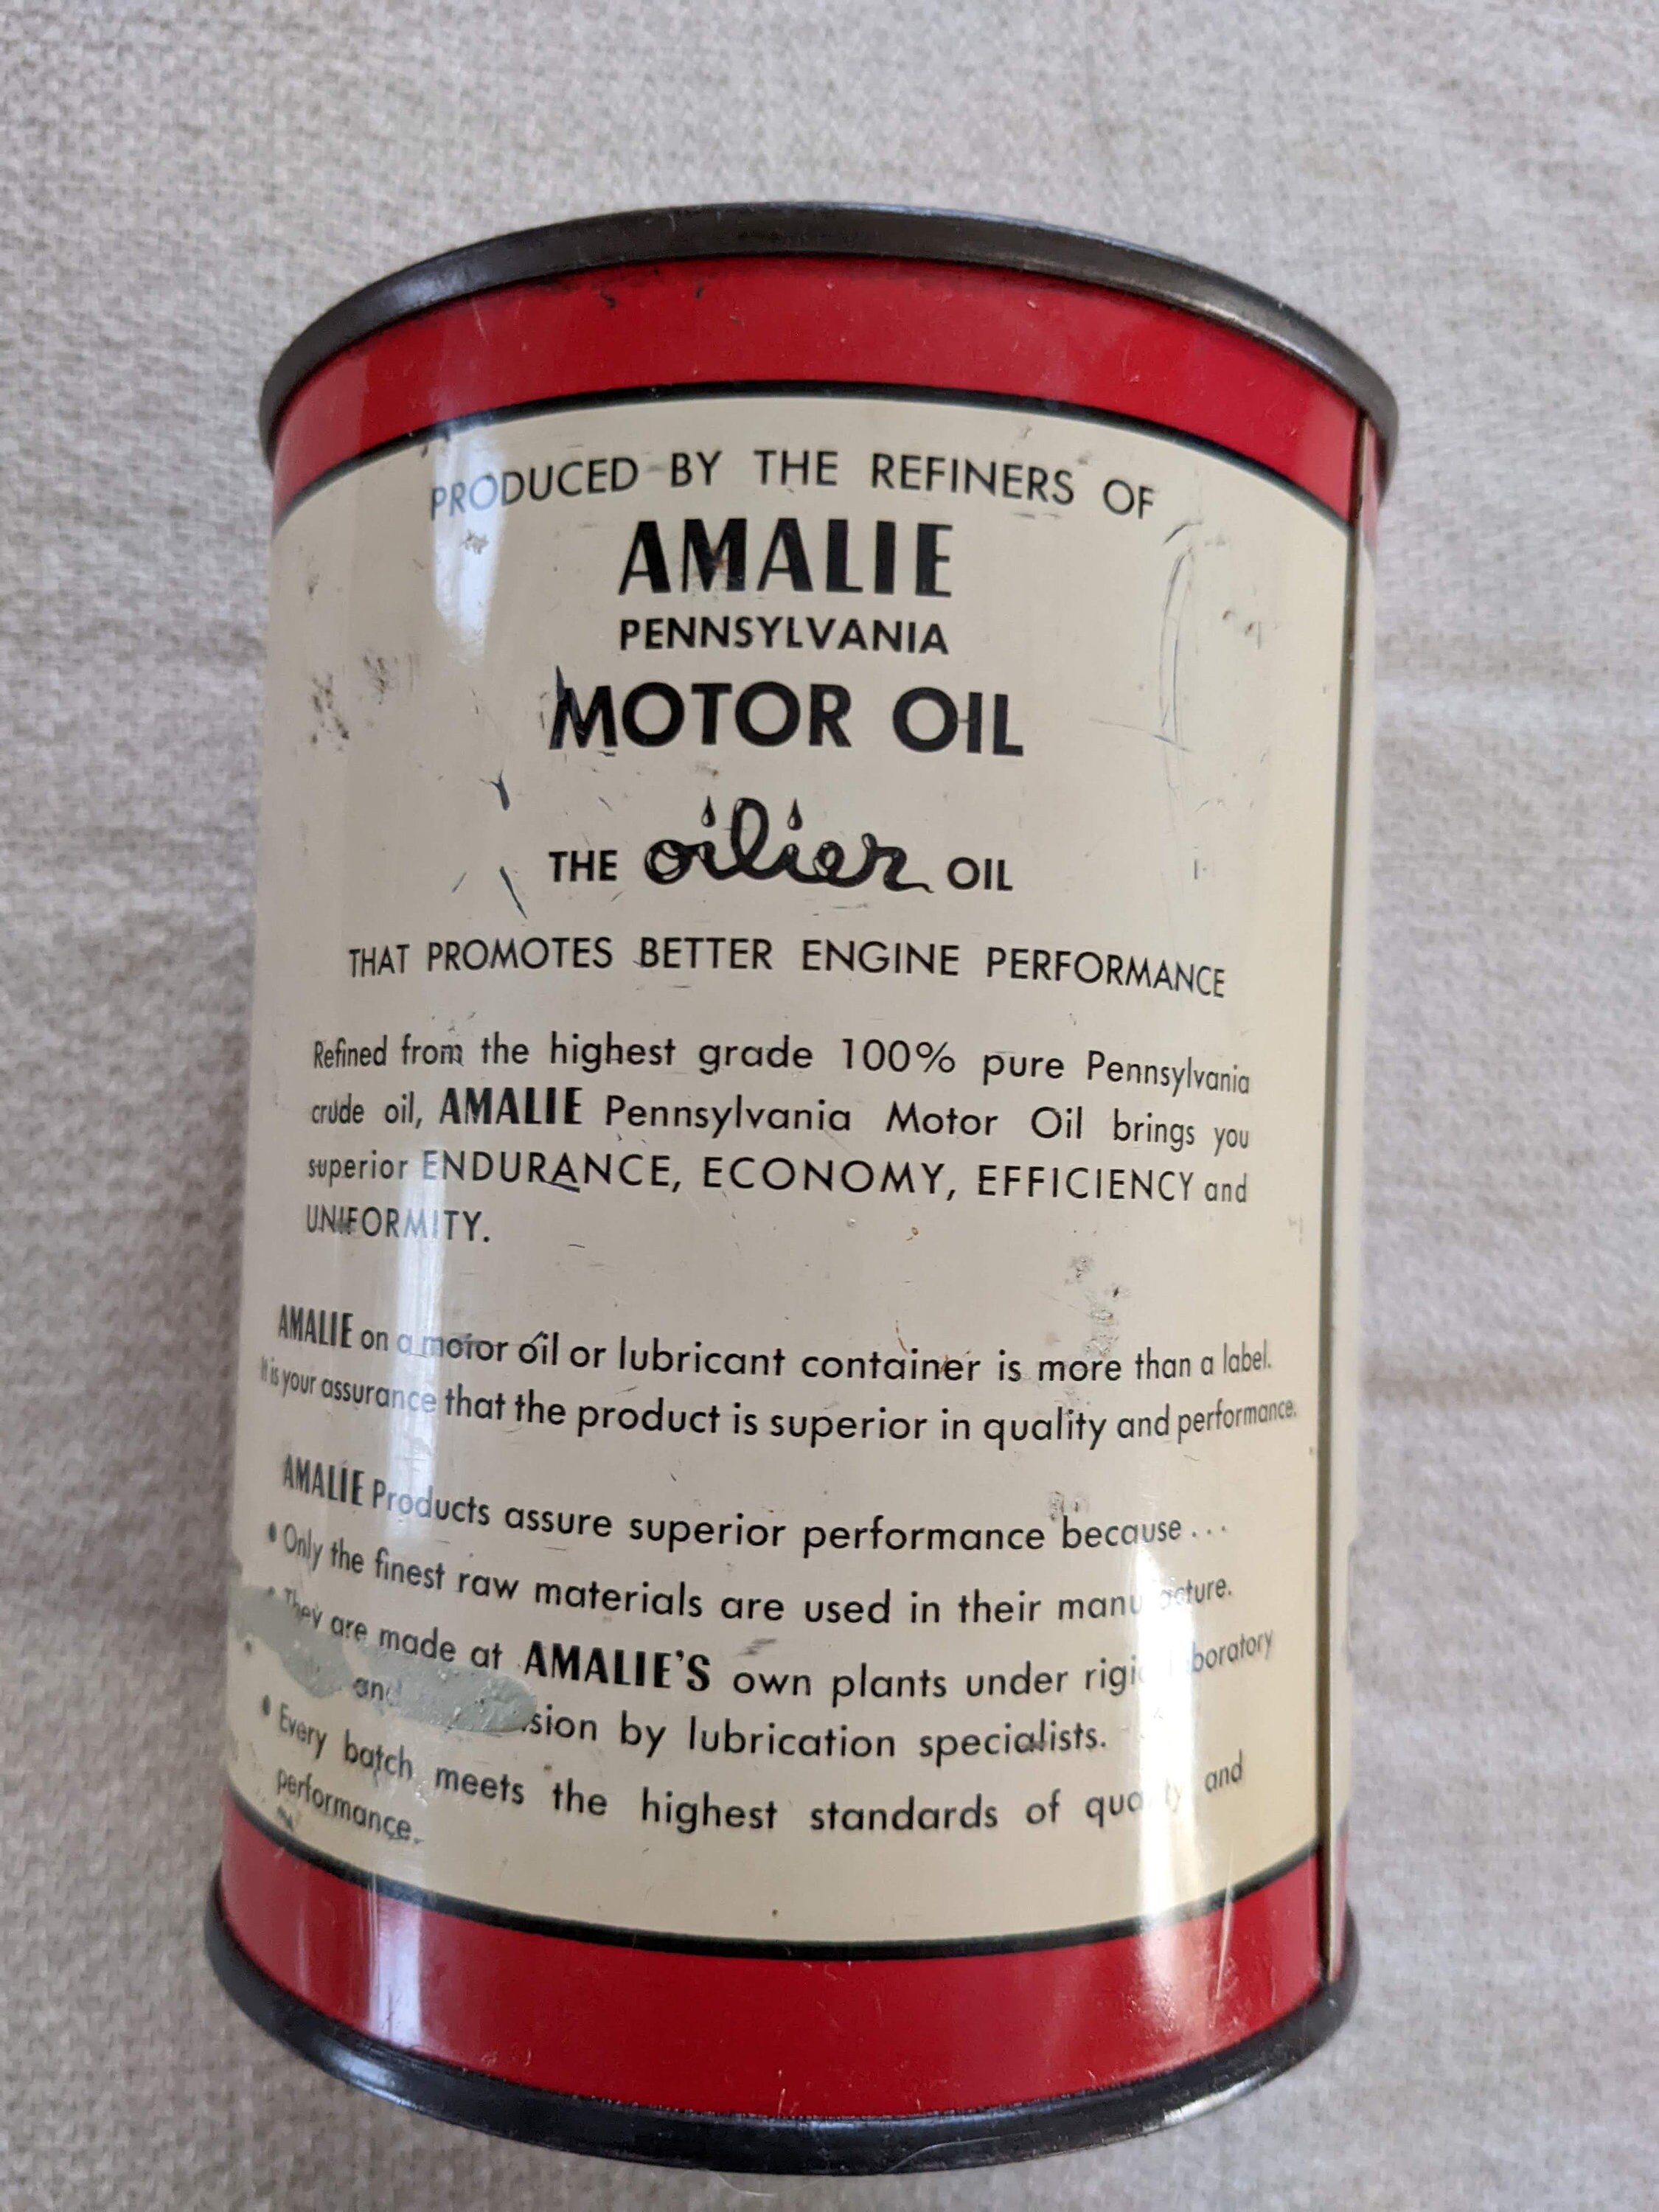 PRODUCED BY THE REFINERS OF
AMALIE
PENNSYLVANIA
MOTOR OIL
THE oilier OIL
THAT PROMOTES BETTER ENGINE PERFORMANCE
Refined from the highest grade 100% pure Pennsylvania
crude oil, AMALIE Pennsylvania Motor Oil brings you
superior ENDURANCE, ECONOMY, EFFICIENCY and
UNIFORMITY.
AMALIE on a motor oil or lubricant container is more than a label.
It is your assurance that the product is superior in quality and performance.
AMALIE Products assure superior performance because...
• Only the finest raw materials are used in their manufacture.
• They are made at AMALIE'S own plants under rigid laboratory
and by lubrication specialists.
• Every batch meets the highest standards of quality and
performance.